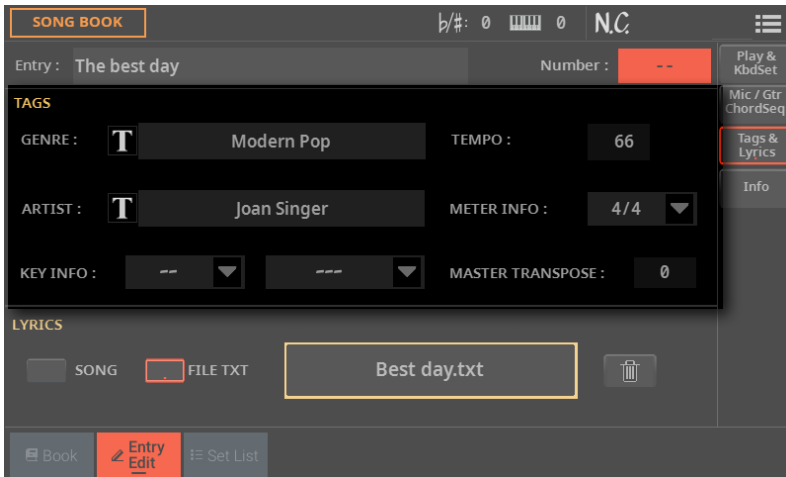 SONG BOOK ♭/♯: 0 0 N.C.
Entry : The best day Number : --
Play & KbdSet
TAGS
Mic / Gtr ChordSeq
GENRE : T Modern Pop TEMPO : 66
Tags & Lyrics
Info
ARTIST : T Joan Singer METER INFO : 4/4
KEY INFO : -- --- MASTER TRANSPOSE : 0
LYRICS
SONG FILE TXT Best day.txt
Book Entry Edit Set List